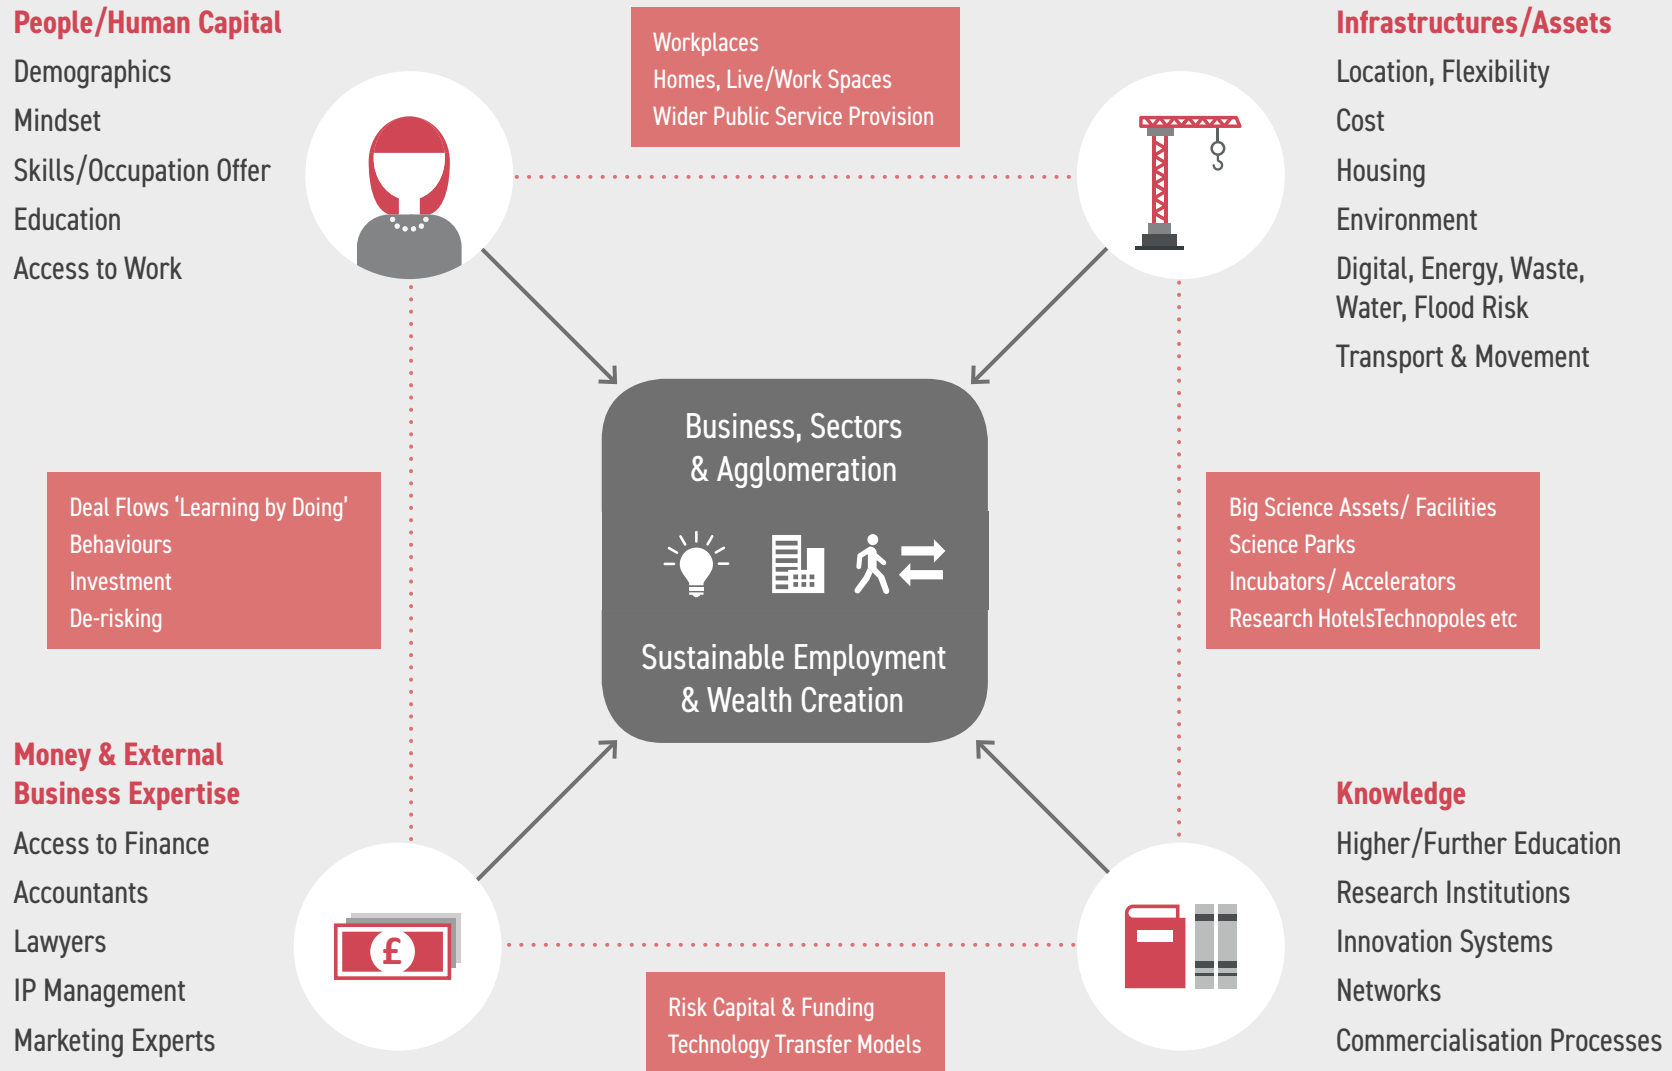 People/Human Capital
Demographics
Mindset
Skills/Occupation Offer
Education
Access to Work
Workplaces
Homes, Live/Work Spaces
Wider Public Service Provision
Infrastructures/Assets
Location, Flexibility
Cost
Housing
Environment
Digital, Energy, Waste,
Water, Flood Risk
Transport & Movement
Deal Flows ‘Learning by Doing’
Behaviours
Investment
De-risking
Business, Sectors
& Agglomeration
Sustainable Employment
& Wealth Creation
Big Science Assets/ Facilities
Science Parks
Incubators/ Accelerators
Research HotelsTechnopoles etc
Money & External
Business Expertise
Access to Finance
Accountants
Lawyers
IP Management
Marketing Experts
£
Risk Capital & Funding
Technology Transfer Models
Knowledge
Higher/Further Education
Research Institutions
Innovation Systems
Networks
Commercialisation Processes